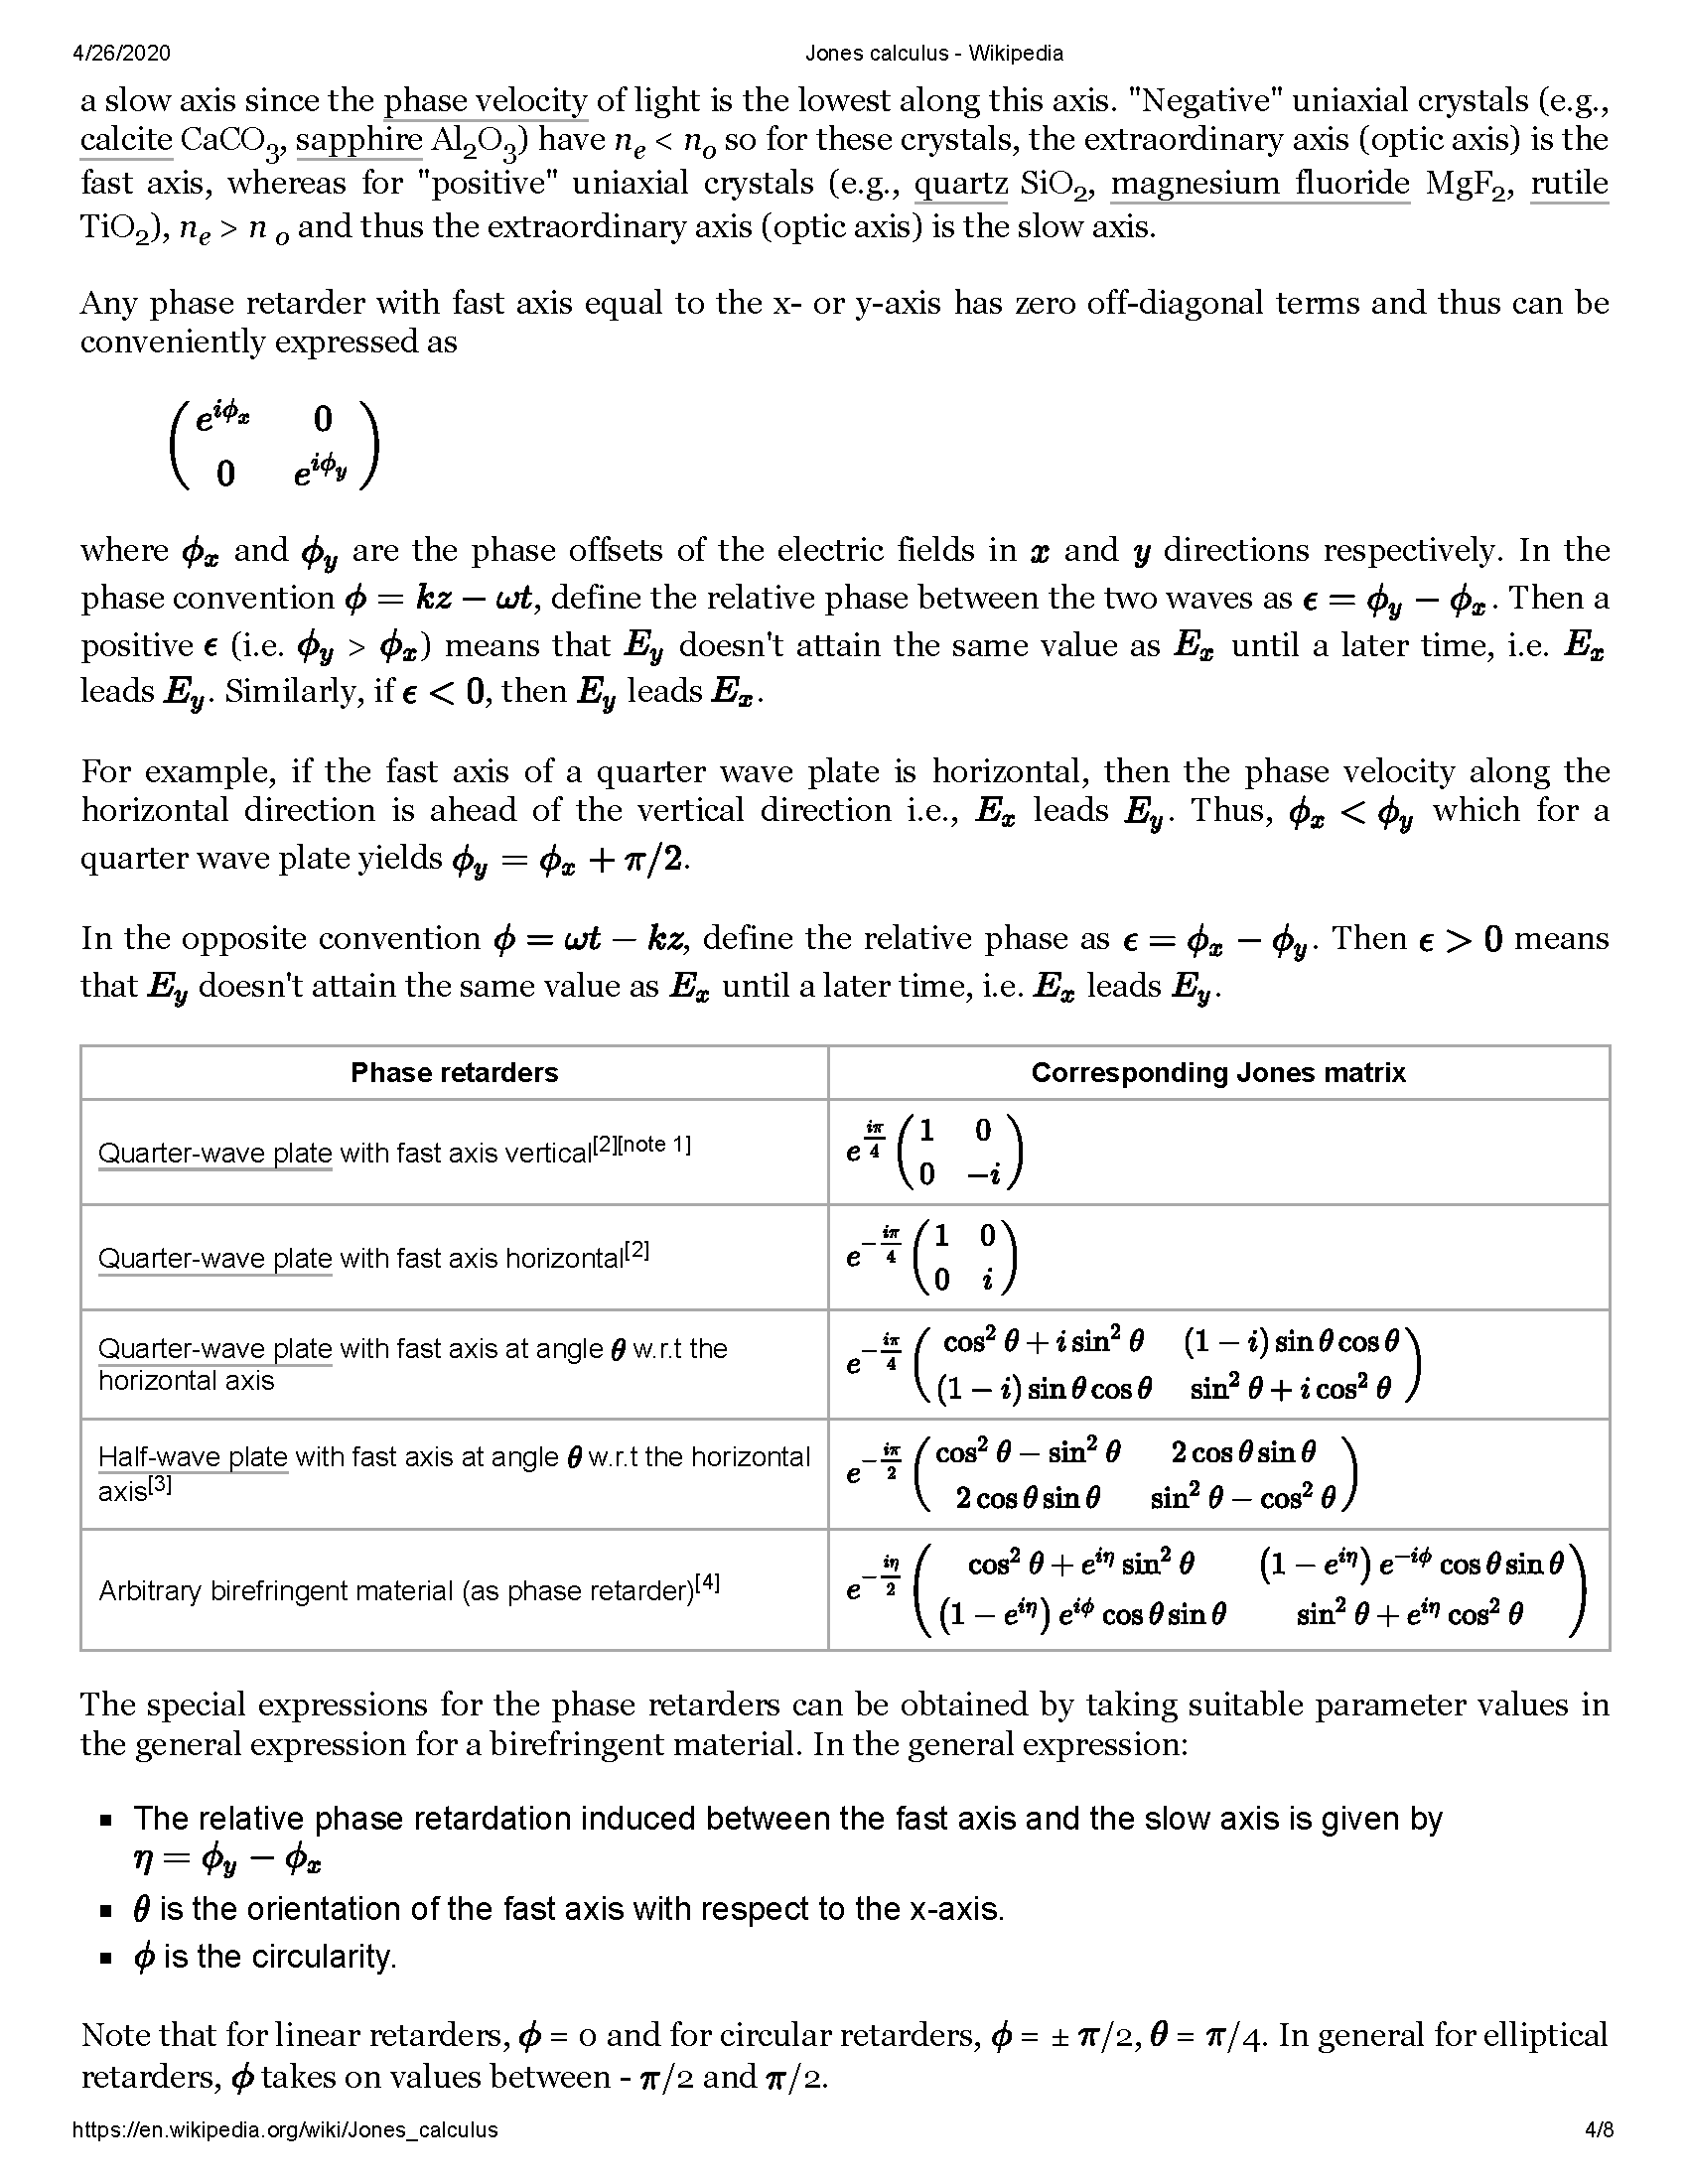 4/26/2020 Jones calculus - Wikipedia
a slow axis since the phase velocity of light is the lowest along this axis. "Negative" uniaxial crystals (e.g.,
calcite CaCO₃, sapphire Al₂O₃) have nₑ < nₒ so for these crystals, the extraordinary axis (optic axis) is the
fast axis, whereas for "positive" uniaxial crystals (e.g., quartz SiO₂, magnesium fluoride MgF₂, rutile
TiO₂), nₑ > n ₒ and thus the extraordinary axis (optic axis) is the slow axis.
Any phase retarder with fast axis equal to the x- or y-axis has zero off-diagonal terms and thus can be
conveniently expressed as
$\begin{pmatrix} e^{i\phi_x} & 0 \\ 0 & e^{i\phi_y} \end{pmatrix}$
where $\phi_x$ and $\phi_y$ are the phase offsets of the electric fields in $x$ and $y$ directions respectively. In the
phase convention $\phi = kz - \omega t$, define the relative phase between the two waves as $\epsilon = \phi_y - \phi_x$. Then a
positive $\epsilon$ (i.e. $\phi_y$ > $\phi_x$) means that $E_y$ doesn't attain the same value as $E_x$ until a later time, i.e. $E_x$
leads $E_y$. Similarly, if $\epsilon < 0$, then $E_y$ leads $E_x$.
For example, if the fast axis of a quarter wave plate is horizontal, then the phase velocity along the
horizontal direction is ahead of the vertical direction i.e., $E_x$ leads $E_y$. Thus, $\phi_x < \phi_y$ which for a
quarter wave plate yields $\phi_y = \phi_x + \pi/2$.
In the opposite convention $\phi = \omega t - kz$, define the relative phase as $\epsilon = \phi_x - \phi_y$. Then $\epsilon > 0$ means
that $E_y$ doesn't attain the same value as $E_x$ until a later time, i.e. $E_x$ leads $E_y$.
Phase retarders Corresponding Jones matrix
Quarter-wave plate with fast axis vertical[2][note 1] $e^{\frac{i\pi}{4}} \begin{pmatrix} 1 & 0 \\ 0 & -i \end{pmatrix}$
Quarter-wave plate with fast axis horizontal[2] $e^{-\frac{i\pi}{4}} \begin{pmatrix} 1 & 0 \\ 0 & i \end{pmatrix}$
Quarter-wave plate with fast axis at angle $\theta$ w.r.t the
horizontal axis $e^{-\frac{i\pi}{4}} \begin{pmatrix} \cos^2\theta + i\sin^2\theta & (1-i)\sin\theta\cos\theta \\ (1-i)\sin\theta\cos\theta & \sin^2\theta + i\cos^2\theta \end{pmatrix}$
Half-wave plate with fast axis at angle $\theta$ w.r.t the horizontal
axis[3] $e^{-\frac{i\pi}{2}} \begin{pmatrix} \cos^2\theta - \sin^2\theta & 2\cos\theta\sin\theta \\ 2\cos\theta\sin\theta & \sin^2\theta - \cos^2\theta \end{pmatrix}$
Arbitrary birefringent material (as phase retarder)[4] $e^{-\frac{i\eta}{2}} \begin{pmatrix} \cos^2\theta + e^{i\eta}\sin^2\theta & (1-e^{i\eta})e^{-i\phi}\cos\theta\sin\theta \\ (1-e^{i\eta})e^{i\phi}\cos\theta\sin\theta & \sin^2\theta + e^{i\eta}\cos^2\theta \end{pmatrix}$
The special expressions for the phase retarders can be obtained by taking suitable parameter values in
the general expression for a birefringent material. In the general expression:
▪ The relative phase retardation induced between the fast axis and the slow axis is given by
$\eta = \phi_y - \phi_x$
▪ $\theta$ is the orientation of the fast axis with respect to the x-axis.
▪ $\phi$ is the circularity.
Note that for linear retarders, $\phi$ = 0 and for circular retarders, $\phi$ = ± $\pi$/2, $\theta$ = $\pi$/4. In general for elliptical
retarders, $\phi$ takes on values between - $\pi$/2 and $\pi$/2.
https://en.wikipedia.org/wiki/Jones_calculus 4/8